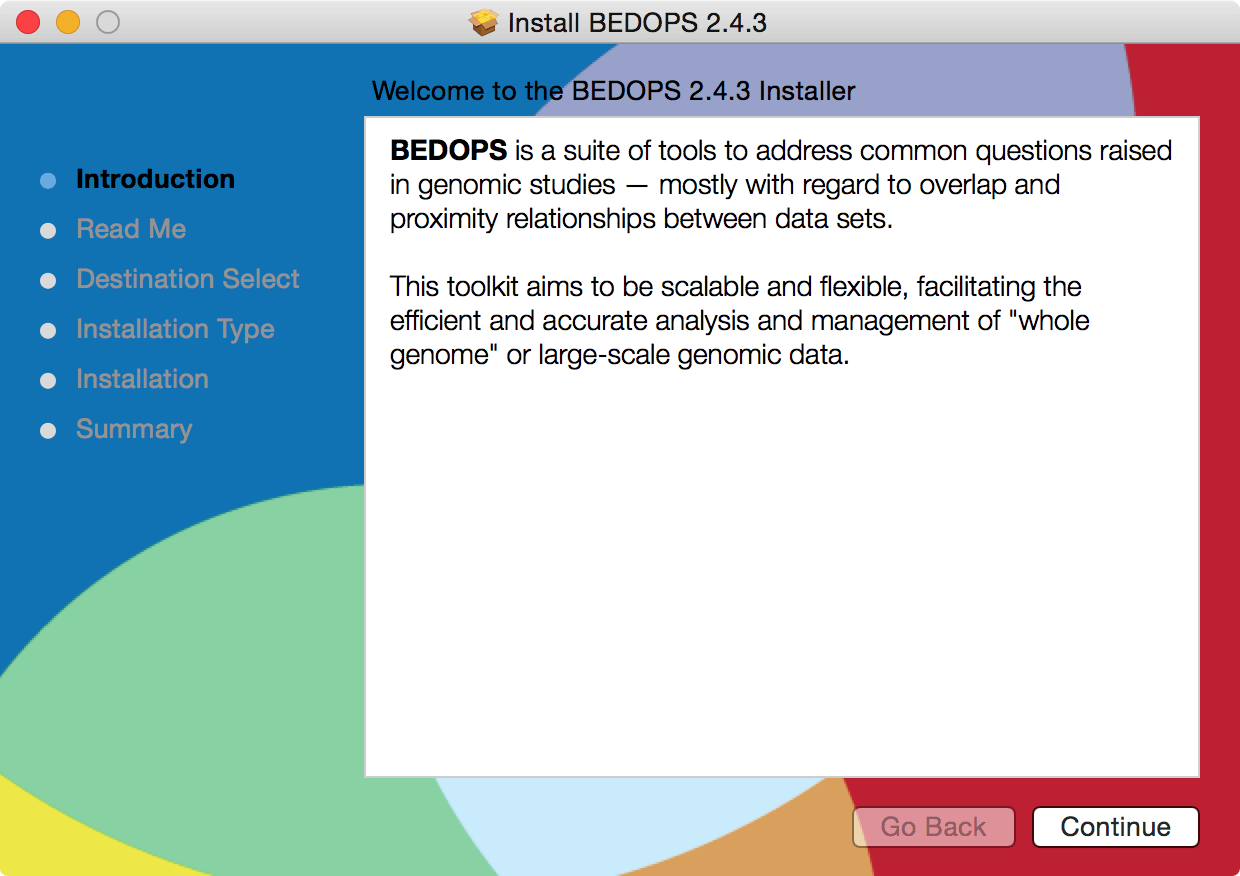 Install BEDOPS 2.4.3
Welcome to the BEDOPS 2.4.3 Installer
Introduction
Read Me
Destination Select
Installation Type
Installation
Summary
BEDOPS is a suite of tools to address common questions raised
in genomic studies — mostly with regard to overlap and
proximity relationships between data sets.
This toolkit aims to be scalable and flexible, facilitating the
efficient and accurate analysis and management of "whole
genome" or large-scale genomic data.
Go Back
Continue